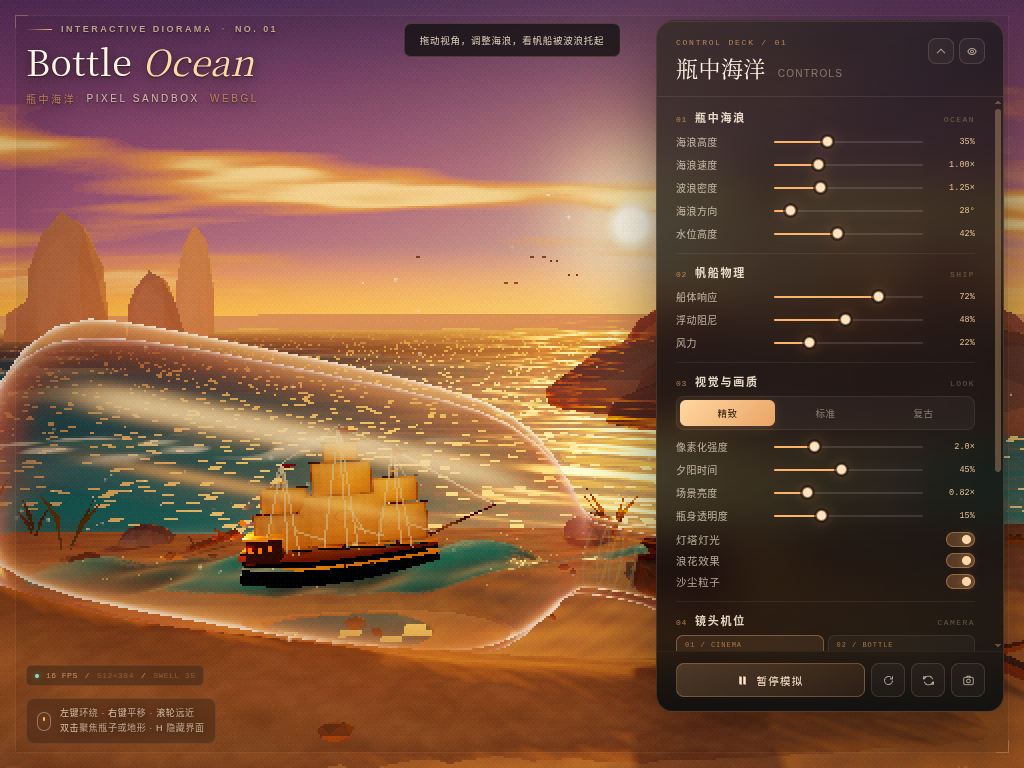 INTERACTIVE DIORAMA · NO. 01
Bottle Ocean
瓶中海洋 PIXEL SANDBOX WEBGL
拖动视角，调整海浪，看帆船被波浪托起
CONTROL DECK / 01
瓶中海洋 CONTROLS
01 瓶中海浪 OCEAN
海浪高度 35%
海浪速度 1.00×
波浪密度 1.25×
海浪方向 28°
水位高度 42%
02 帆船物理 SHIP
船体响应 72%
浮动阻尼 48%
风力 22%
03 视觉与画质 LOOK
精致 标准 复古
像素化强度 2.0×
夕阳时间 45%
场景亮度 0.82×
瓶身透明度 15%
灯塔灯光
浪花效果
沙尘粒子
04 镜头机位 CAMERA
01 / CINEMA 02 / BOTTLE
暂停模拟
16 FPS / 512×384 / SWELL 35
左键环绕 · 右键平移 · 滚轮远近
双击聚焦瓶子或地形 · H 隐藏界面